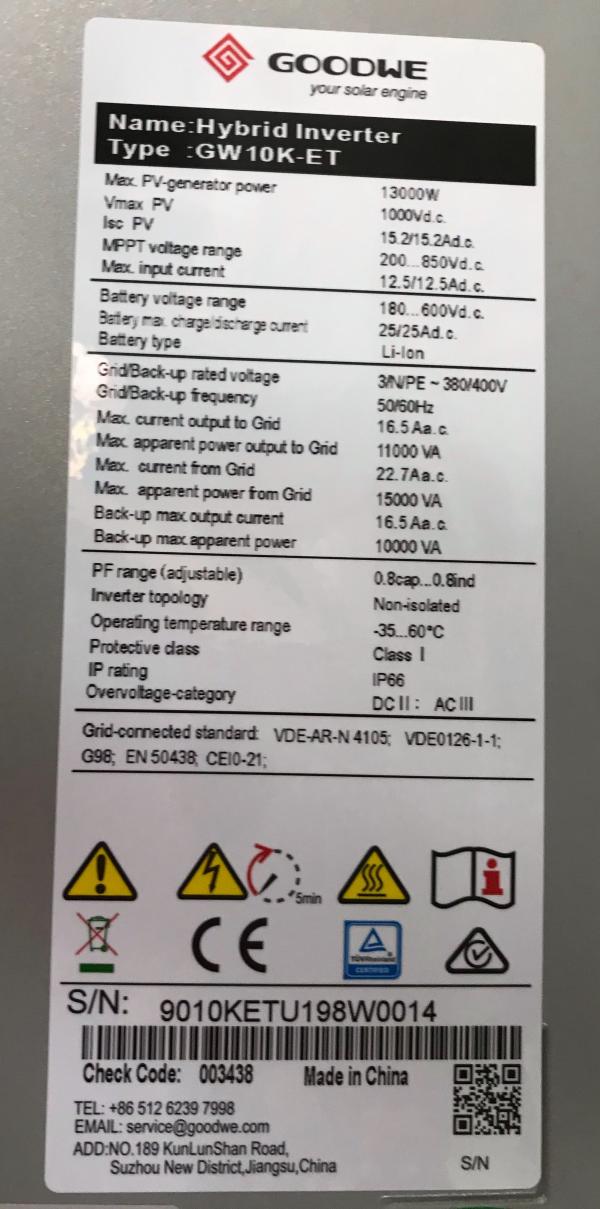 GOODWE
your solar engine
Name:Hybrid Inverter
Type :GW10K-ET
Max. PV-generator power 13000W
Vmax PV 1000Vd.c.
Isc PV 15.2/15.2Ad.c.
MPPT voltage range 200...850Vd.c.
Max. input current 12.5/12.5Ad.c.
Battery voltage range 180...600Vd.c.
Battery max. charge/discharge current 25/25Ad.c.
Battery type Li-Ion
Grid/Back-up rated voltage 3/N/PE ~ 380/400V
Grid/Back-up frequency 50/60Hz
Max. current output to Grid 16.5Aa.c.
Max. apparent power output to Grid 11000 VA
Max. current from Grid 22.7Aa.c.
Max. apparent power from Grid 15000 VA
Back-up max.output current 16.5Aa.c.
Back-up max.apparent power 10000 VA
PF range (adjustable) 0.8cap...0.8ind
Inverter topology Non-isolated
Operating temperature range -35...60°C
Protective class Class I
IP rating IP66
Overvoltage-category DC II : AC III
Grid-connected standard: VDE-AR-N 4105; VDE0126-1-1;
G98; EN 50438; CEI0-21;
5min
CE
TÜVRheinland
CERTIFIED
S/N: 9010KETU198W0014
Check Code: 003438 Made in China
TEL: +86 512 6239 7998
EMAIL: service@goodwe.com
ADD:NO.189 KunLunShan Road,
Suzhou New District,Jiangsu,China
S/N